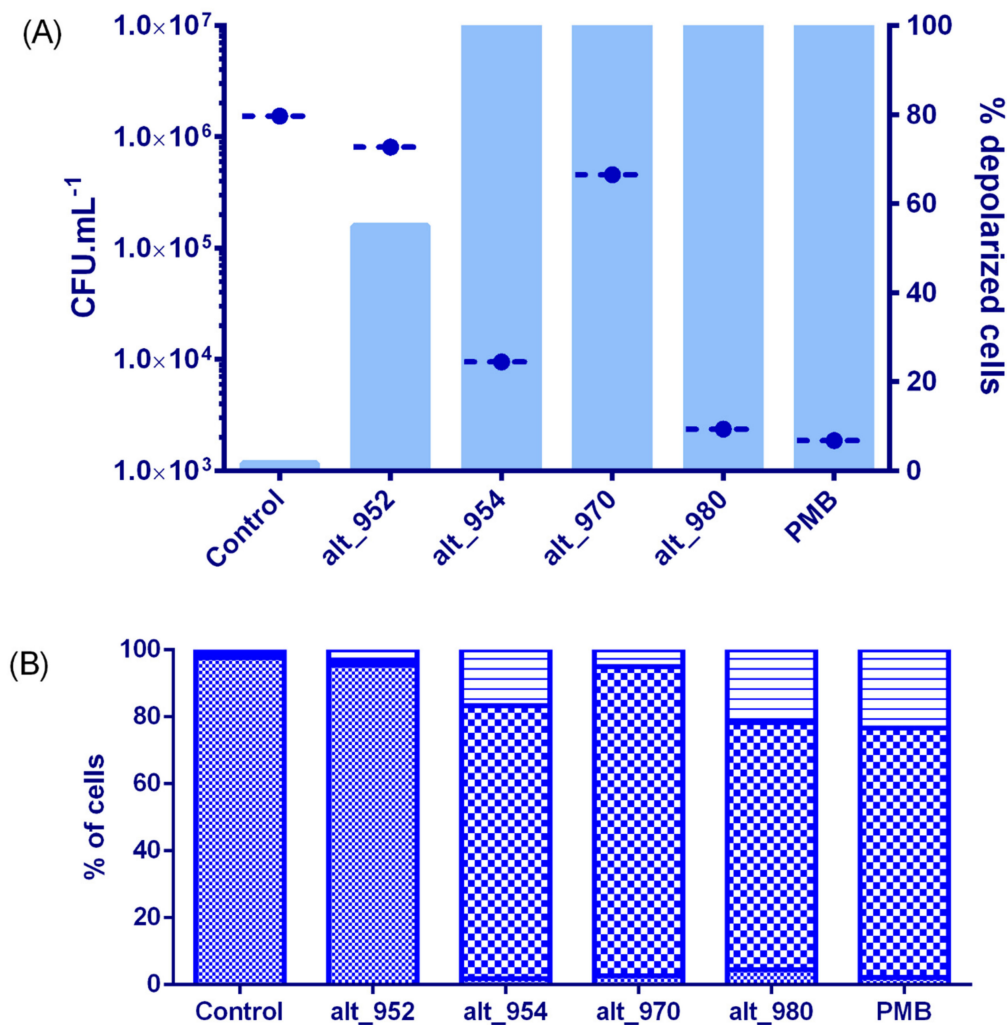 (A)
CFU.mL⁻¹
1.0×10⁷
1.0×10⁶
1.0×10⁵
1.0×10⁴
1.0×10³
100
80
60
40
20
0
% depolarized cells
Control
alt_952
alt_954
alt_970
alt_980
PMB
(B)
% of cells
100
80
60
40
20
0
Control
alt_952
alt_954
alt_970
alt_980
PMB